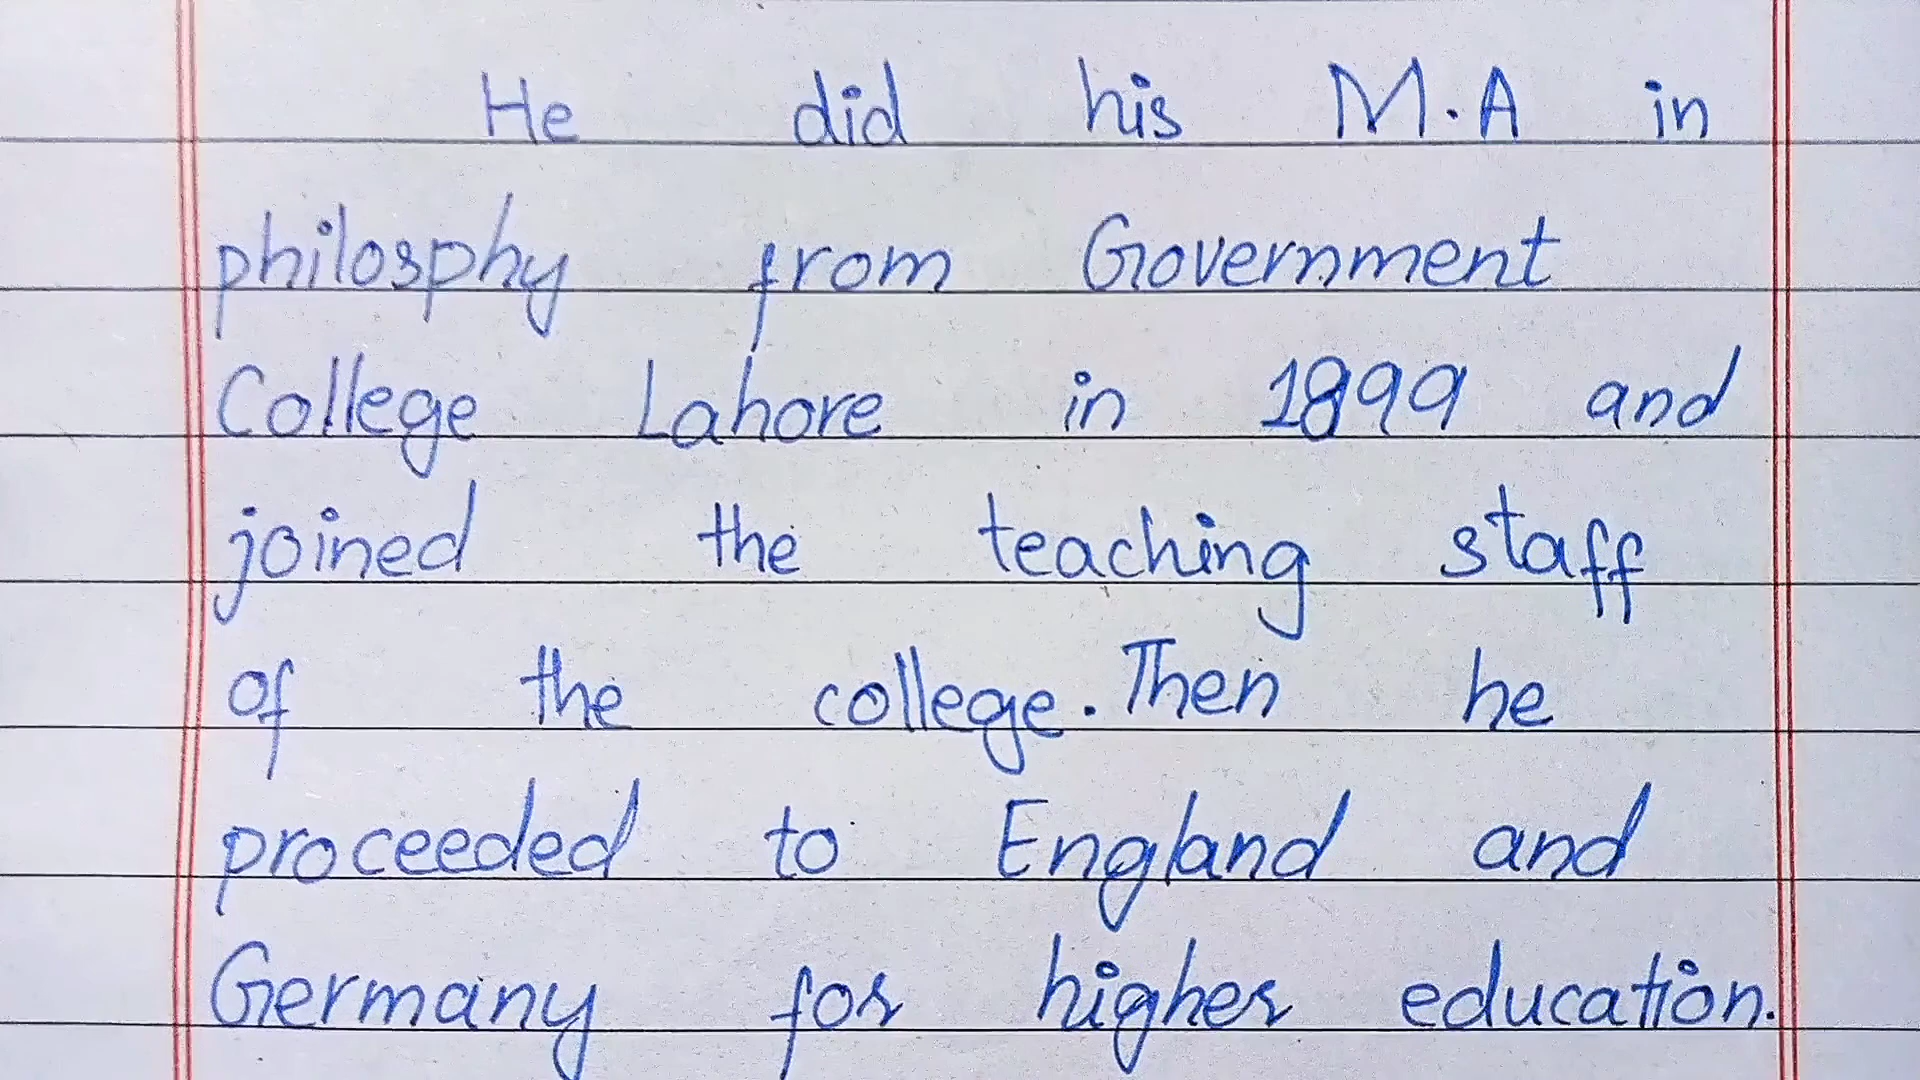 He did his M.A in
philosphy from Government
College Lahore in 1899 and
joined the teaching staff
of the college. Then he
proceeded to England and
Germany for higher education.